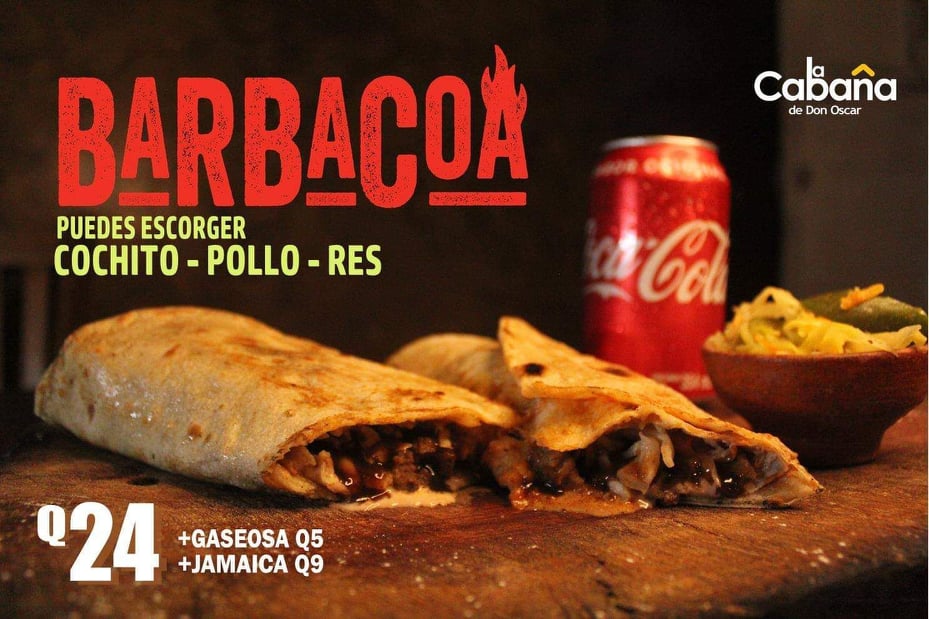 BARBACOA
la
Cabaña
de Don Oscar
PUEDES ESCORGER
COCHITO - POLLO - RES
Coca-Cola
Q24
+GASEOSA Q5
+JAMAICA Q9